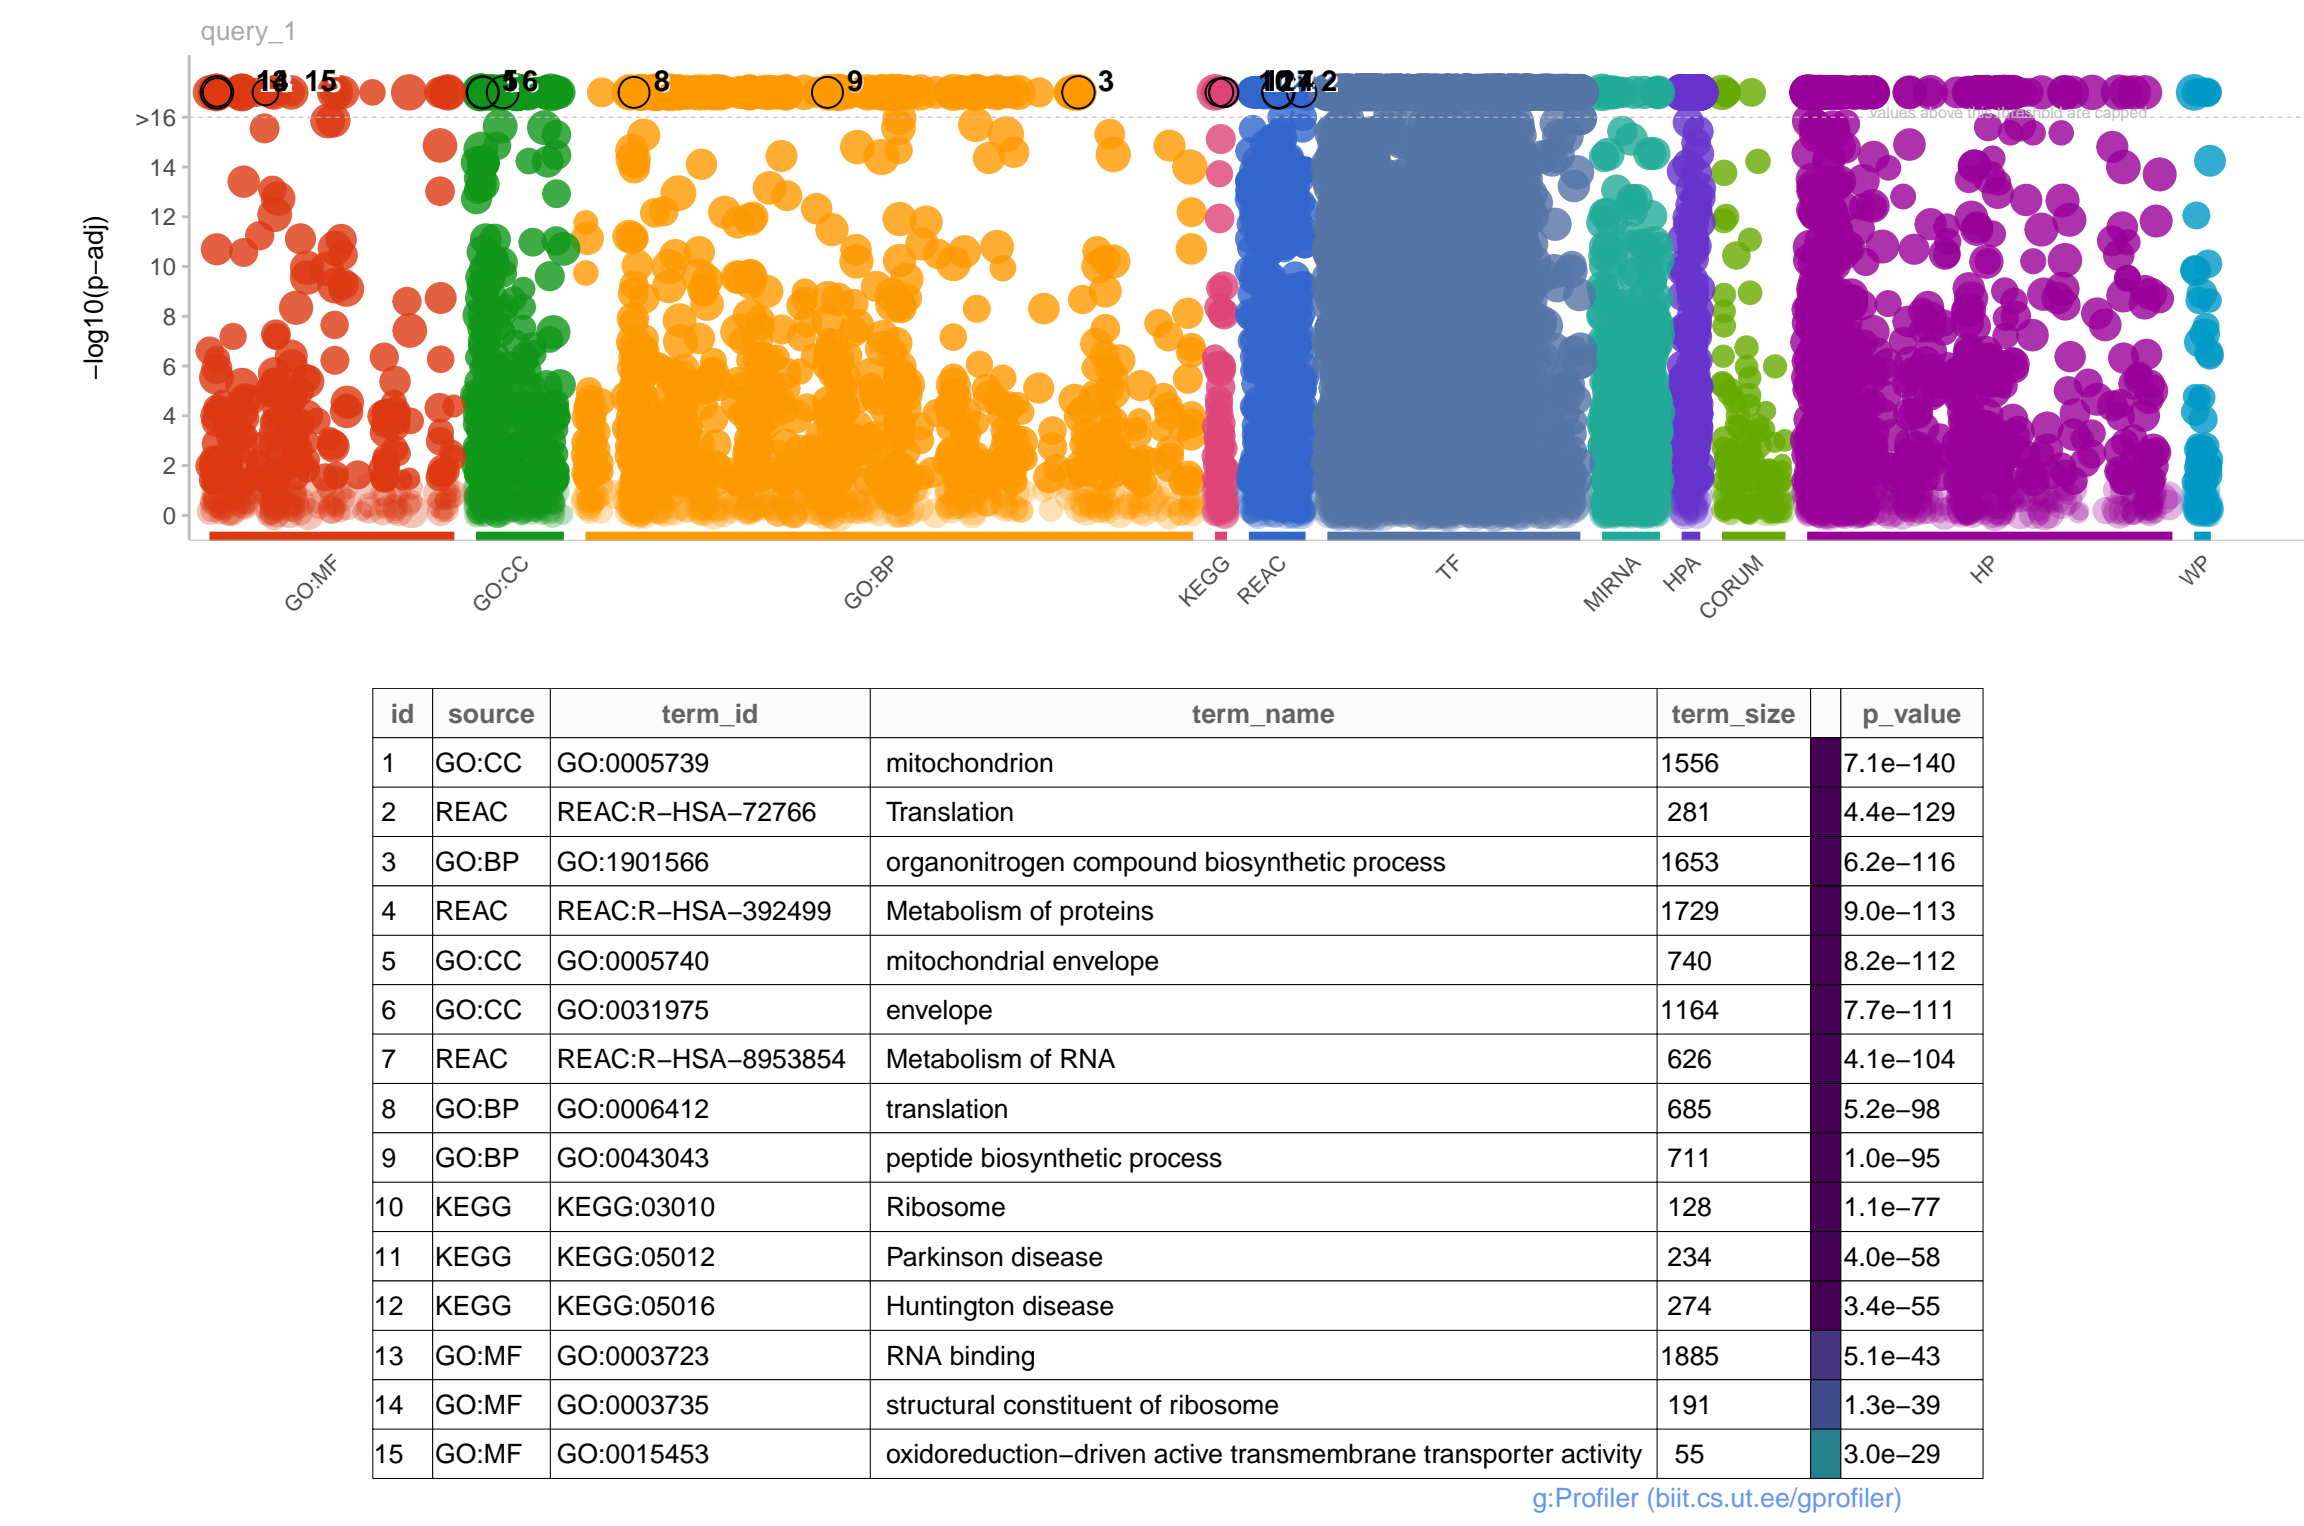 query_1
14 15 5 6 8 9 3 2
values above this threshold are capped
−log10(p−adj)
>16
14
12
10
8
6
4
2
0
GO:MF GO:CC GO:BP KEGG REAC TF MIRNA HPA CORUM HP WP
id source term_id term_name term_size p_value
1 GO:CC GO:0005739 mitochondrion 1556 7.1e−140
2 REAC REAC:R−HSA−72766 Translation 281 4.4e−129
3 GO:BP GO:1901566 organonitrogen compound biosynthetic process 1653 6.2e−116
4 REAC REAC:R−HSA−392499 Metabolism of proteins 1729 9.0e−113
5 GO:CC GO:0005740 mitochondrial envelope 740 8.2e−112
6 GO:CC GO:0031975 envelope 1164 7.7e−111
7 REAC REAC:R−HSA−8953854 Metabolism of RNA 626 4.1e−104
8 GO:BP GO:0006412 translation 685 5.2e−98
9 GO:BP GO:0043043 peptide biosynthetic process 711 1.0e−95
10 KEGG KEGG:03010 Ribosome 128 1.1e−77
11 KEGG KEGG:05012 Parkinson disease 234 4.0e−58
12 KEGG KEGG:05016 Huntington disease 274 3.4e−55
13 GO:MF GO:0003723 RNA binding 1885 5.1e−43
14 GO:MF GO:0003735 structural constituent of ribosome 191 1.3e−39
15 GO:MF GO:0015453 oxidoreduction−driven active transmembrane transporter activity 55 3.0e−29
g:Profiler (biit.cs.ut.ee/gprofiler)